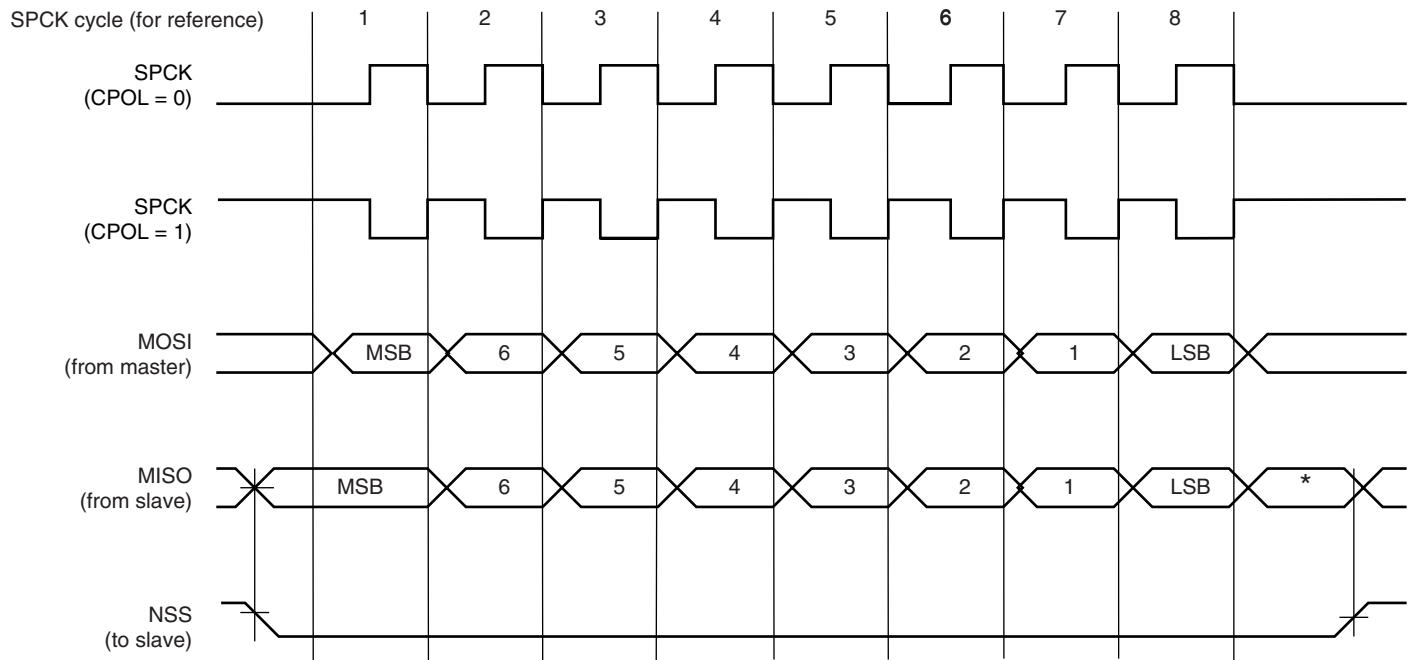 SPCK cycle (for reference) 1 2 3 4 5 6 7 8
SPCK
(CPOL = 0)
SPCK
(CPOL = 1)
MOSI
(from master)
MSB 6 5 4 3 2 1 LSB
MISO
(from slave)
MSB 6 5 4 3 2 1 LSB *
NSS
(to slave)